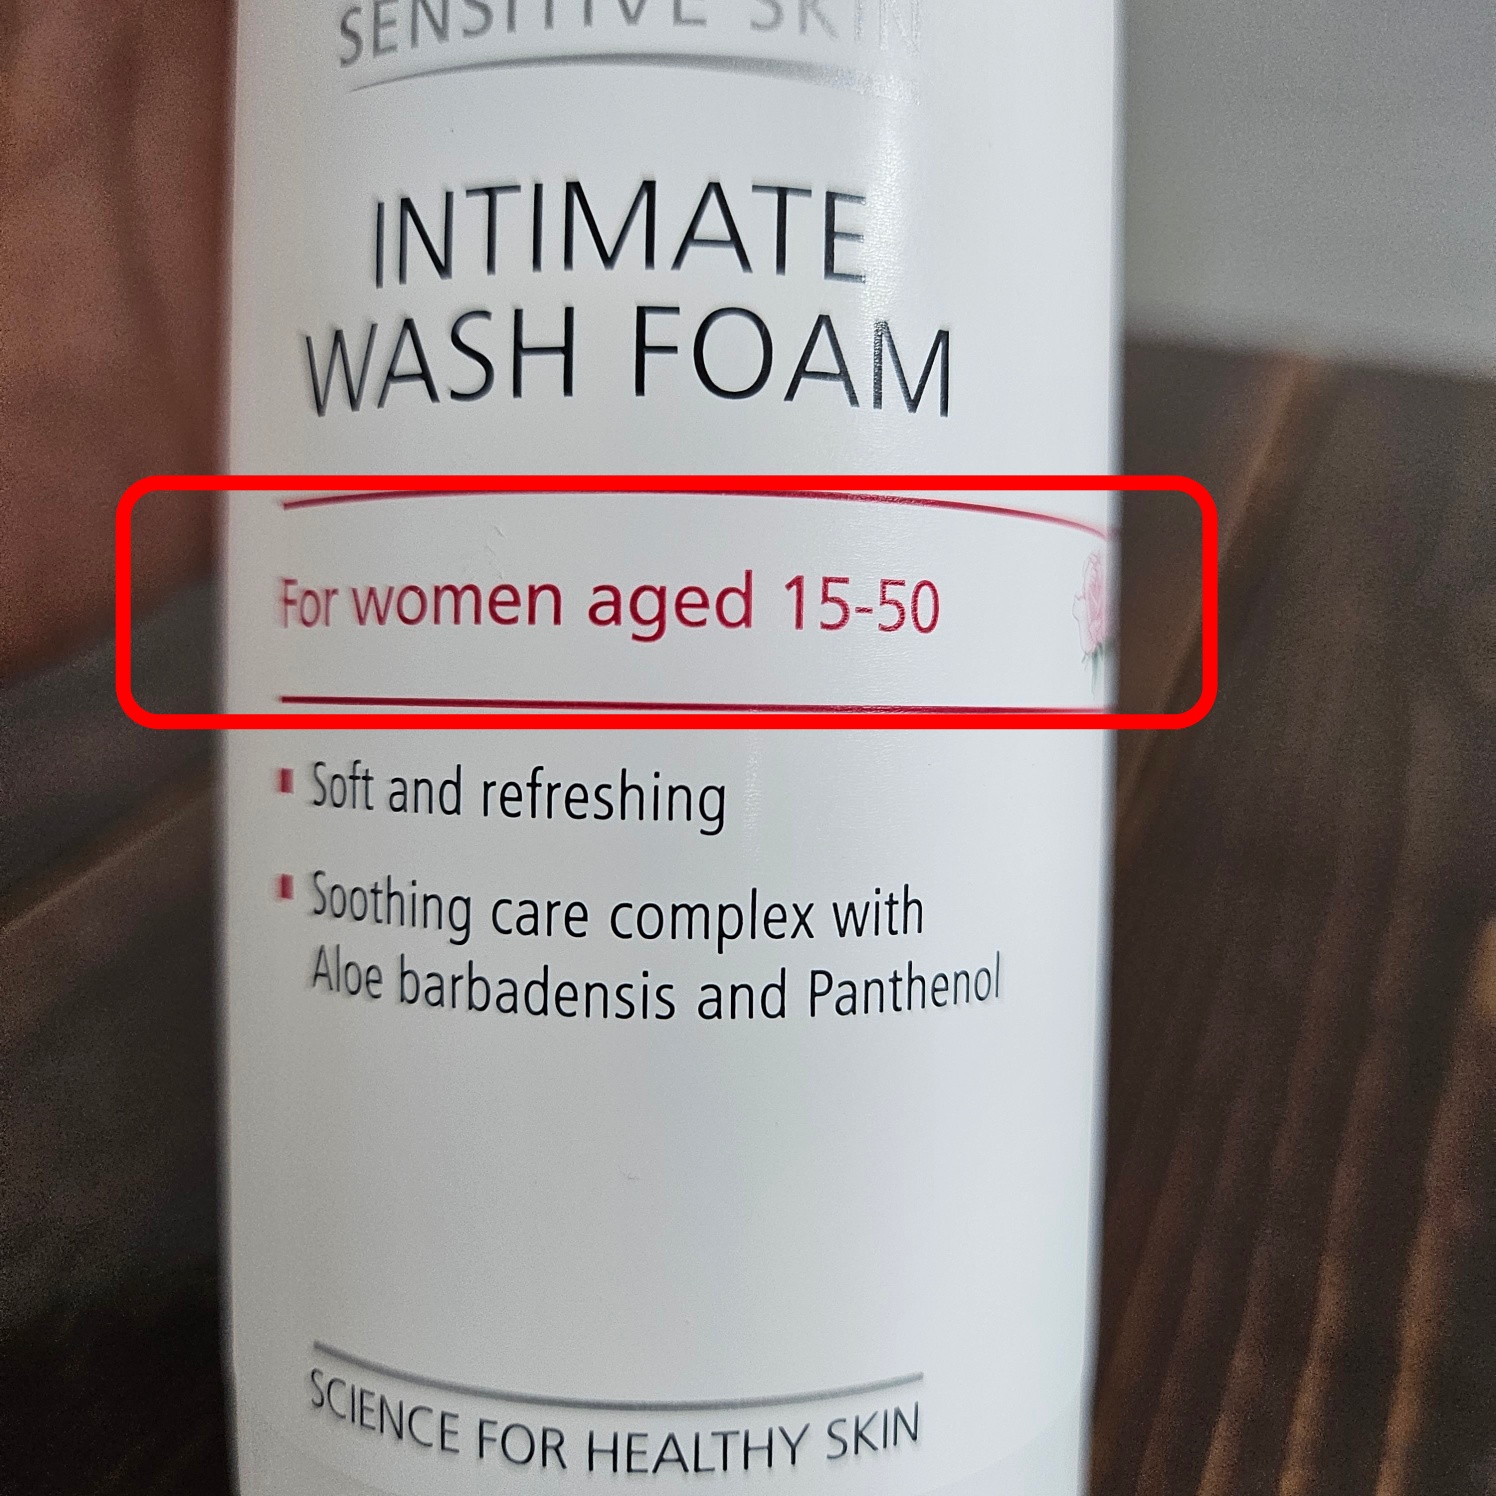 SENSITIVE SKIN
INTIMATE
WASH FOAM
For women aged 15-50
▪ Soft and refreshing
▪ Soothing care complex with
Aloe barbadensis and Panthenol
SCIENCE FOR HEALTHY SKIN